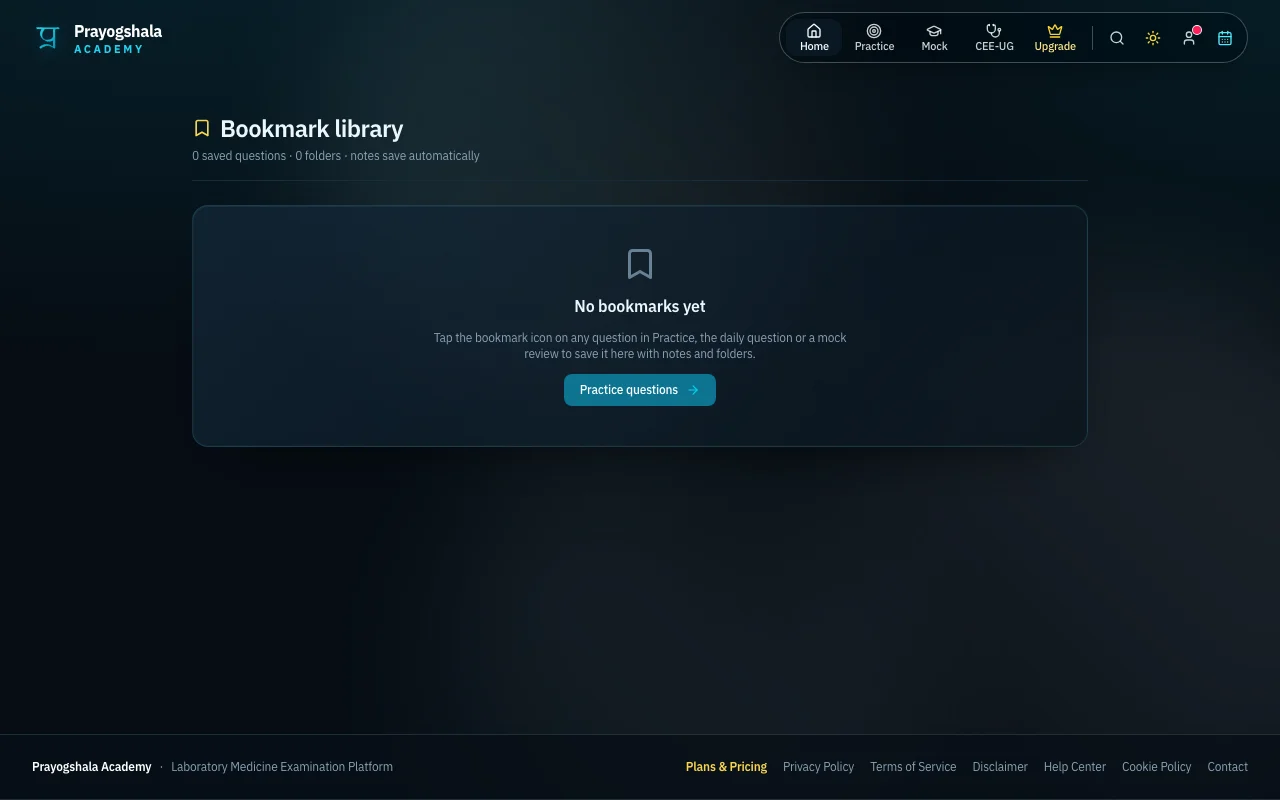 Prayogshala
ACADEMY
Home
Practice
Mock
CEE-UG
Upgrade
Bookmark library
0 saved questions · 0 folders · notes save automatically
No bookmarks yet
Tap the bookmark icon on any question in Practice, the daily question or a mock
review to save it here with notes and folders.
Practice questions
Prayogshala Academy · Laboratory Medicine Examination Platform
Plans & Pricing
Privacy Policy
Terms of Service
Disclaimer
Help Center
Cookie Policy
Contact